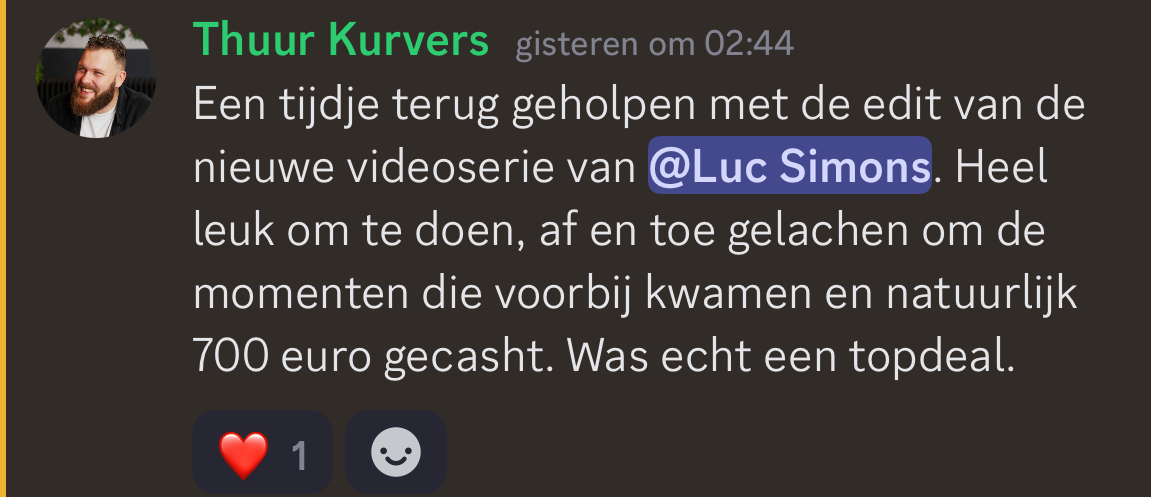 Thuur Kurvers gisteren om 02:44
Een tijdje terug geholpen met de edit van de
nieuwe videoserie van @Luc Simons. Heel
leuk om te doen, af en toe gelachen om de
momenten die voorbij kwamen en natuurlijk
700 euro gecasht. Was echt een topdeal.
1